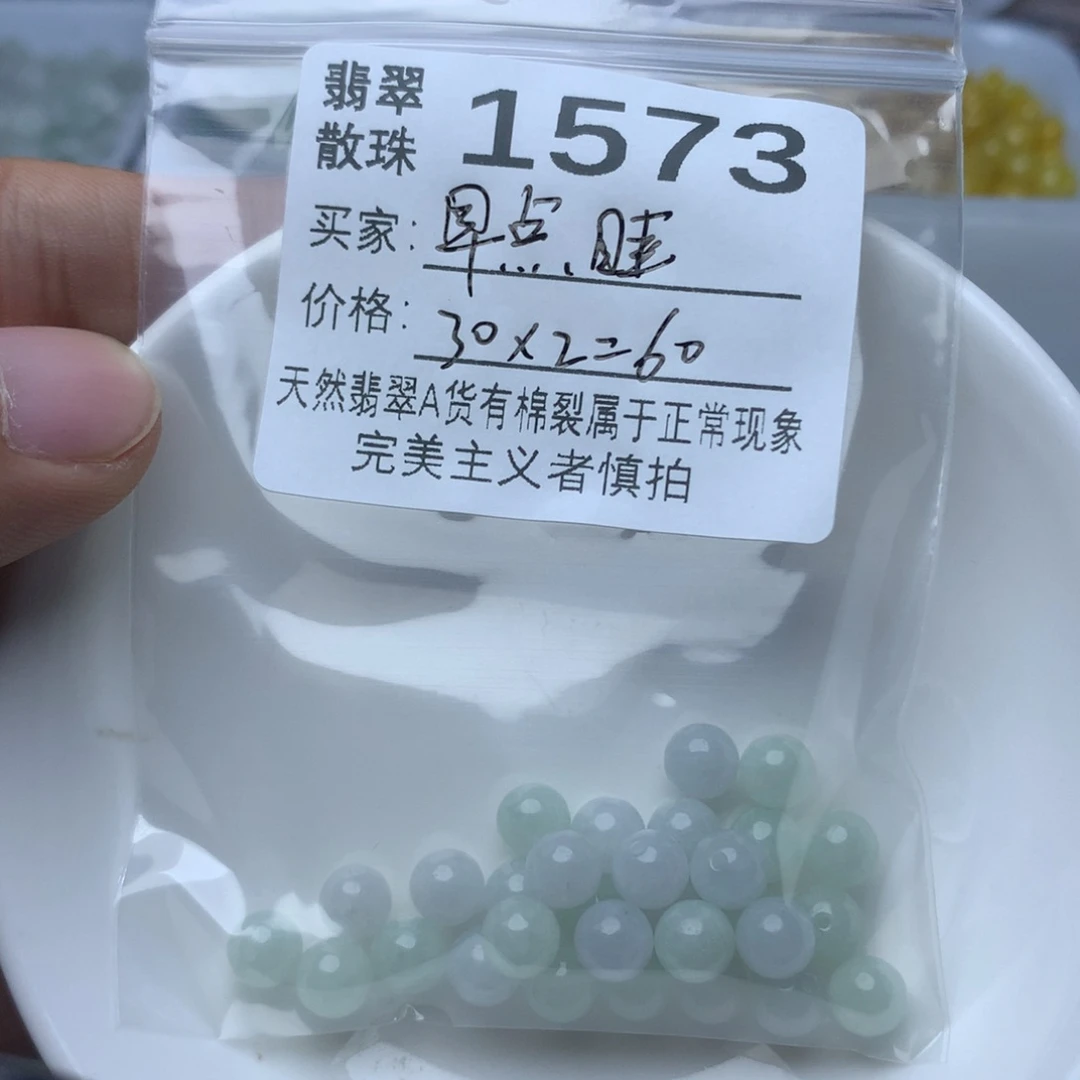 翡翠 1573
散珠
买家：早点、睦
价格：30×2=60
天然翡翠A货有棉裂属于正常现象
完美主义者慎拍